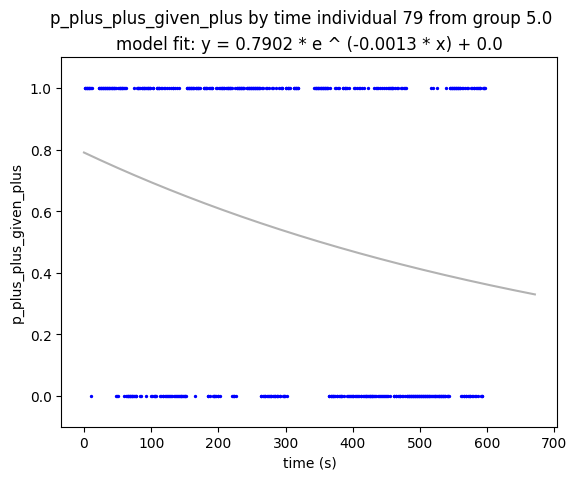 p_plus_plus_given_plus by time individual 79 from group 5.0
model fit: y = 0.7902 * e ^ (-0.0013 * x) + 0.0
p_plus_plus_given_plus
1.0
0.8
0.6
0.4
0.2
0.0
0 100 200 300 400 500 600 700
time (s)